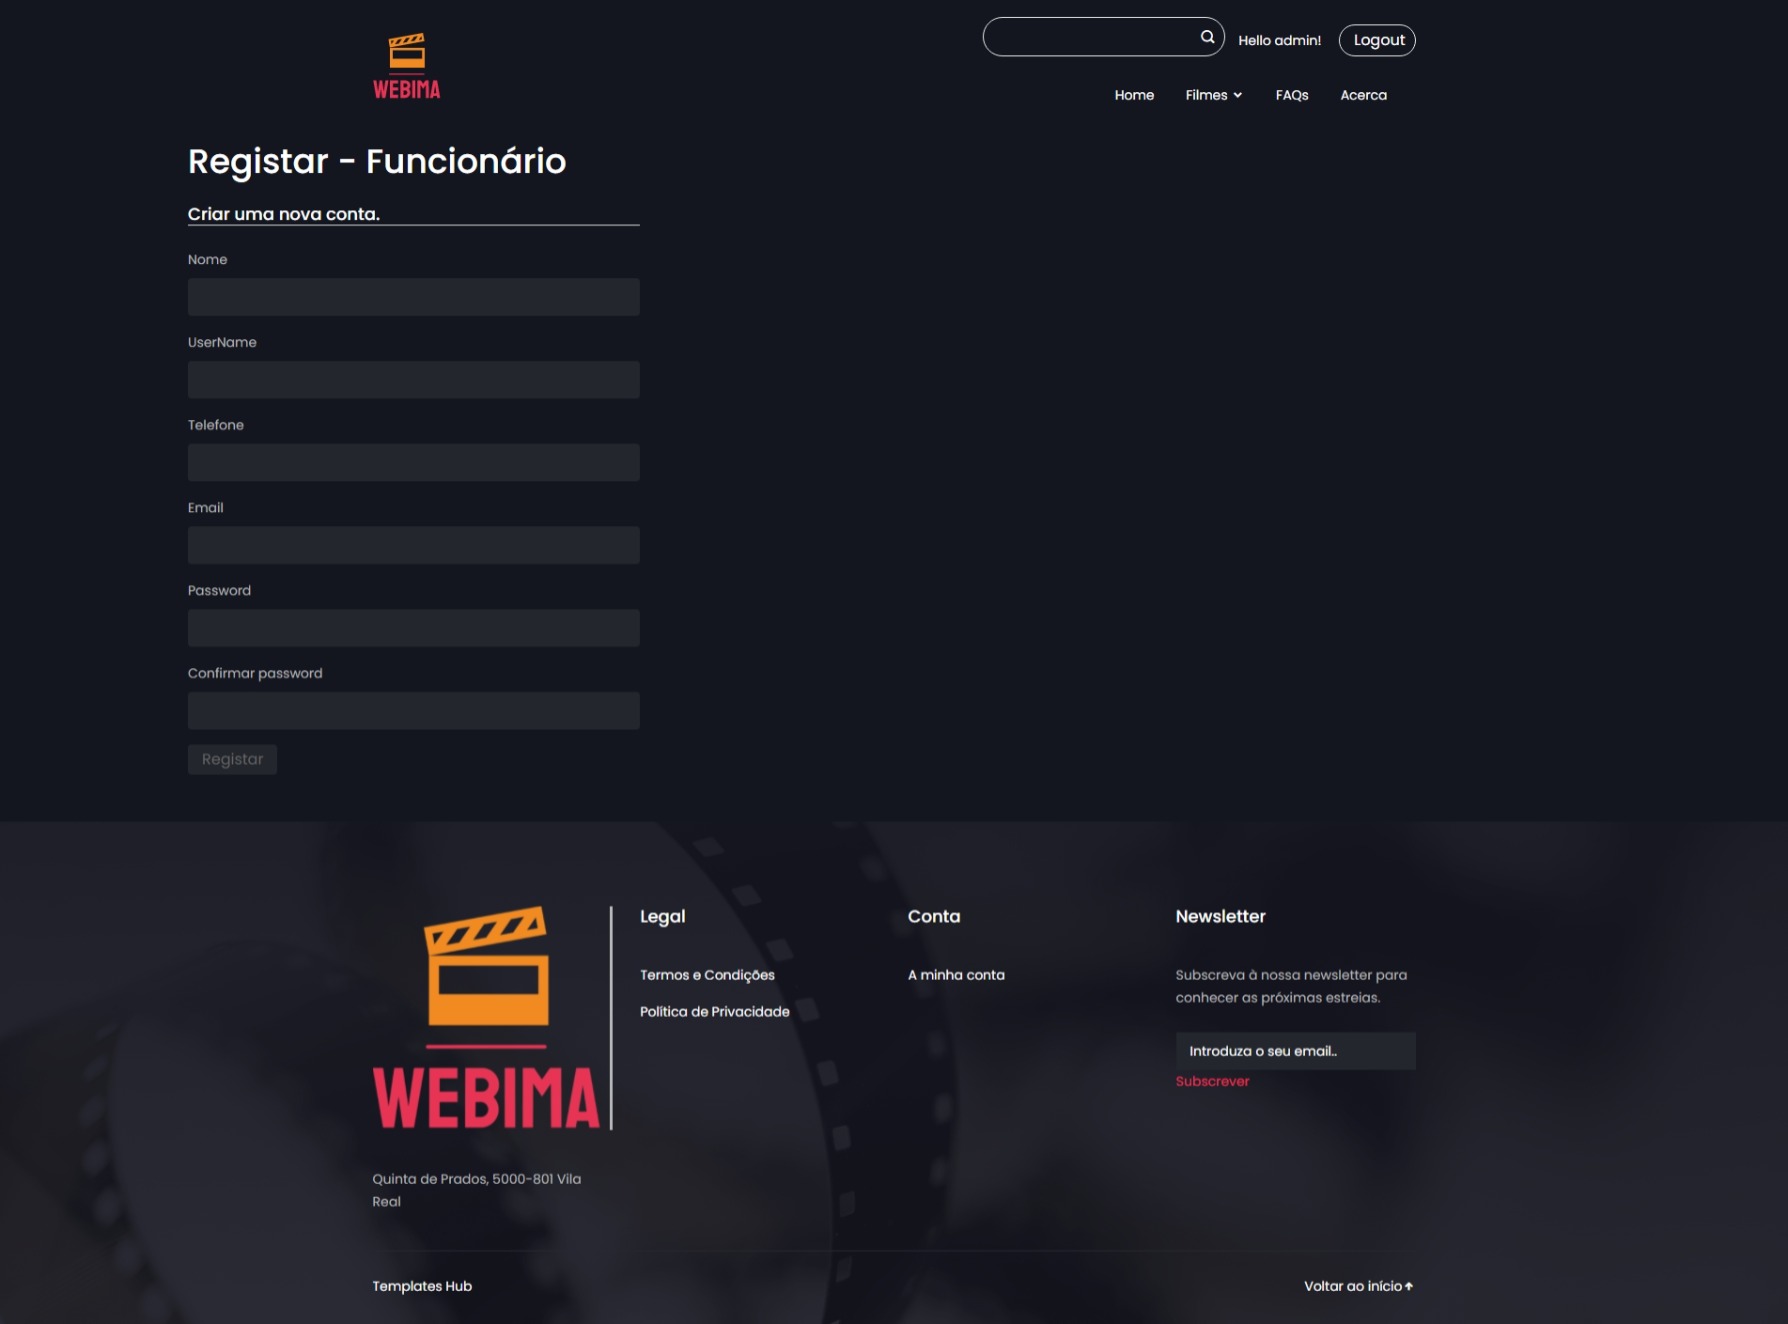 WEBIMA
Hello admin!
Logout
Home
Filmes
FAQs
Acerca
Registar - Funcionário
Criar uma nova conta.
Nome
UserName
Telefone
Email
Password
Confirmar password
Registar
WEBIMA
Quinta de Prados, 5000-801 Vila
Real
Legal
Termos e Condições
Política de Privacidade
Conta
A minha conta
Newsletter
Subscreva à nossa newsletter para
conhecer as próximas estreias.
Introduza o seu email..
Subscrever
Templates Hub
Voltar ao início